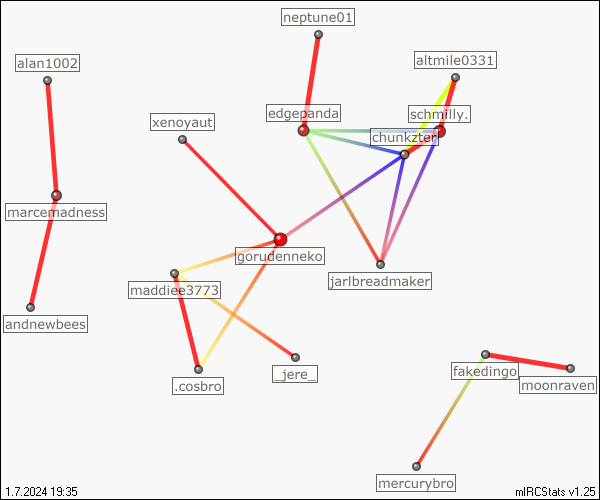 neptune01
alan1002
altmile0331
edgepanda
schmilly.
xenoyaut
chunkzter
marcemadness
gorudenneko
jarlbreadmaker
maddiee3773
andnewbees
_jere_
fakedingo
.cosbro
moonraven
mercurybro
1.7.2024 19:35
mIRCStats v1.25